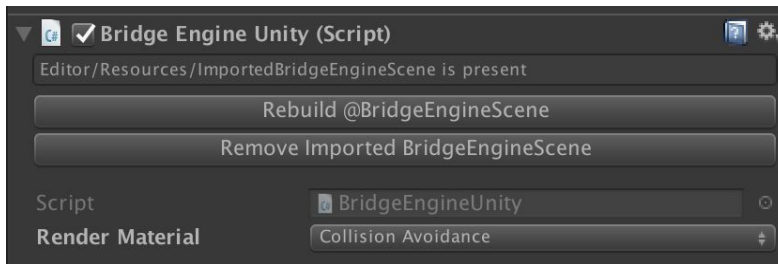 Bridge Engine Unity (Script)
Editor/Resources/ImportedBridgeEngineScene is present
Rebuild @BridgeEngineScene
Remove Imported BridgeEngineScene
Script BridgeEngineUnity
Render Material Collision Avoidance